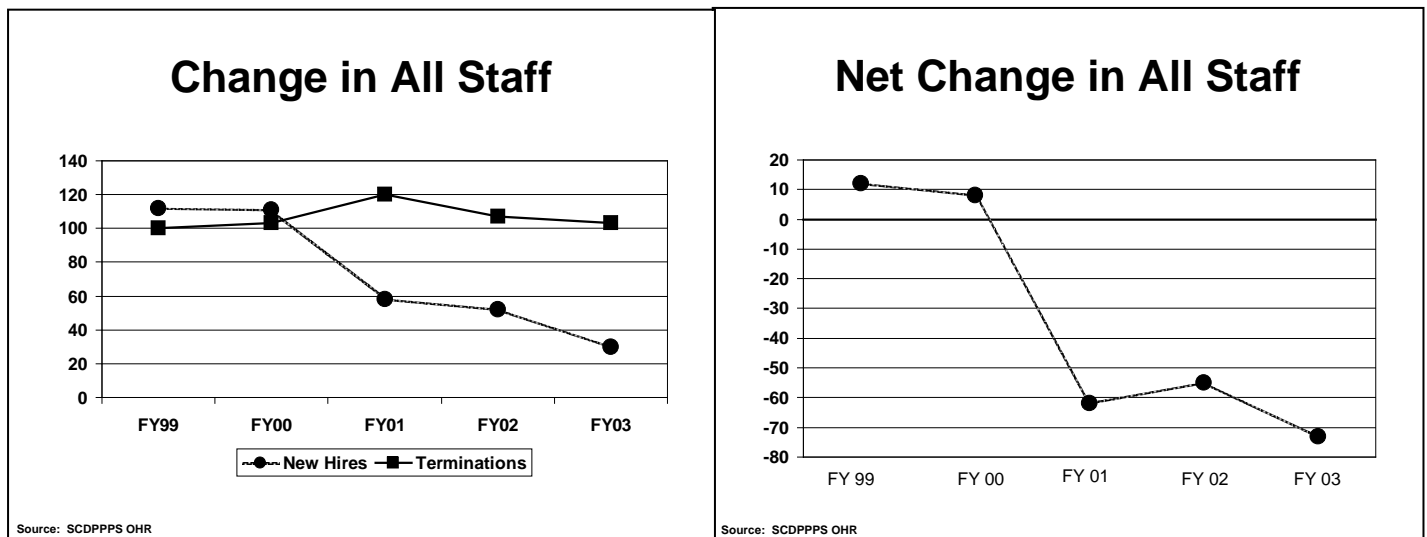 Change in All Staff
140
120
100
80
60
40
20
0
FY99 FY00 FY01 FY02 FY03
New Hires Terminations
Source: SCDPPPS OHR
Net Change in All Staff
20
10
0
-10
-20
-30
-40
-50
-60
-70
-80
FY 99 FY 00 FY 01 FY 02 FY 03
Source: SCDPPPS OHR